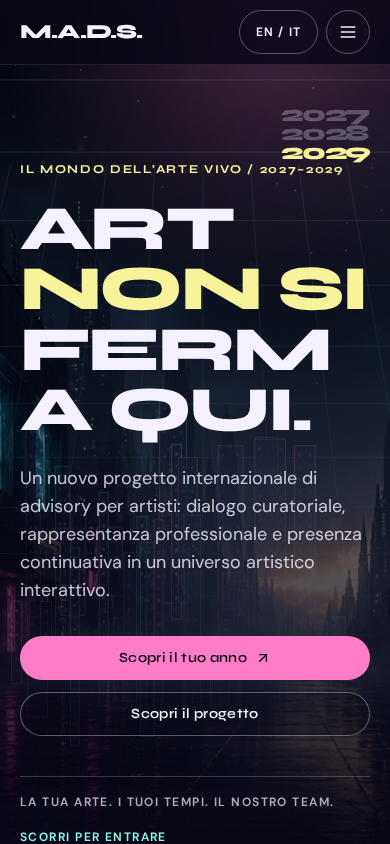 M.A.D.S.
EN / IT
2027
2028
2029
IL MONDO DELL'ARTE VIVO / 2027–2029
ART
NON SI
FERM
A QUI.
Un nuovo progetto internazionale di
advisory per artisti: dialogo curatoriale,
rappresentanza professionale e presenza
continuativa in un universo artistico
interattivo.
Scopri il tuo anno
Scopri il progetto
LA TUA ARTE. I TUOI TEMPI. IL NOSTRO TEAM.
SCORRI PER ENTRARE